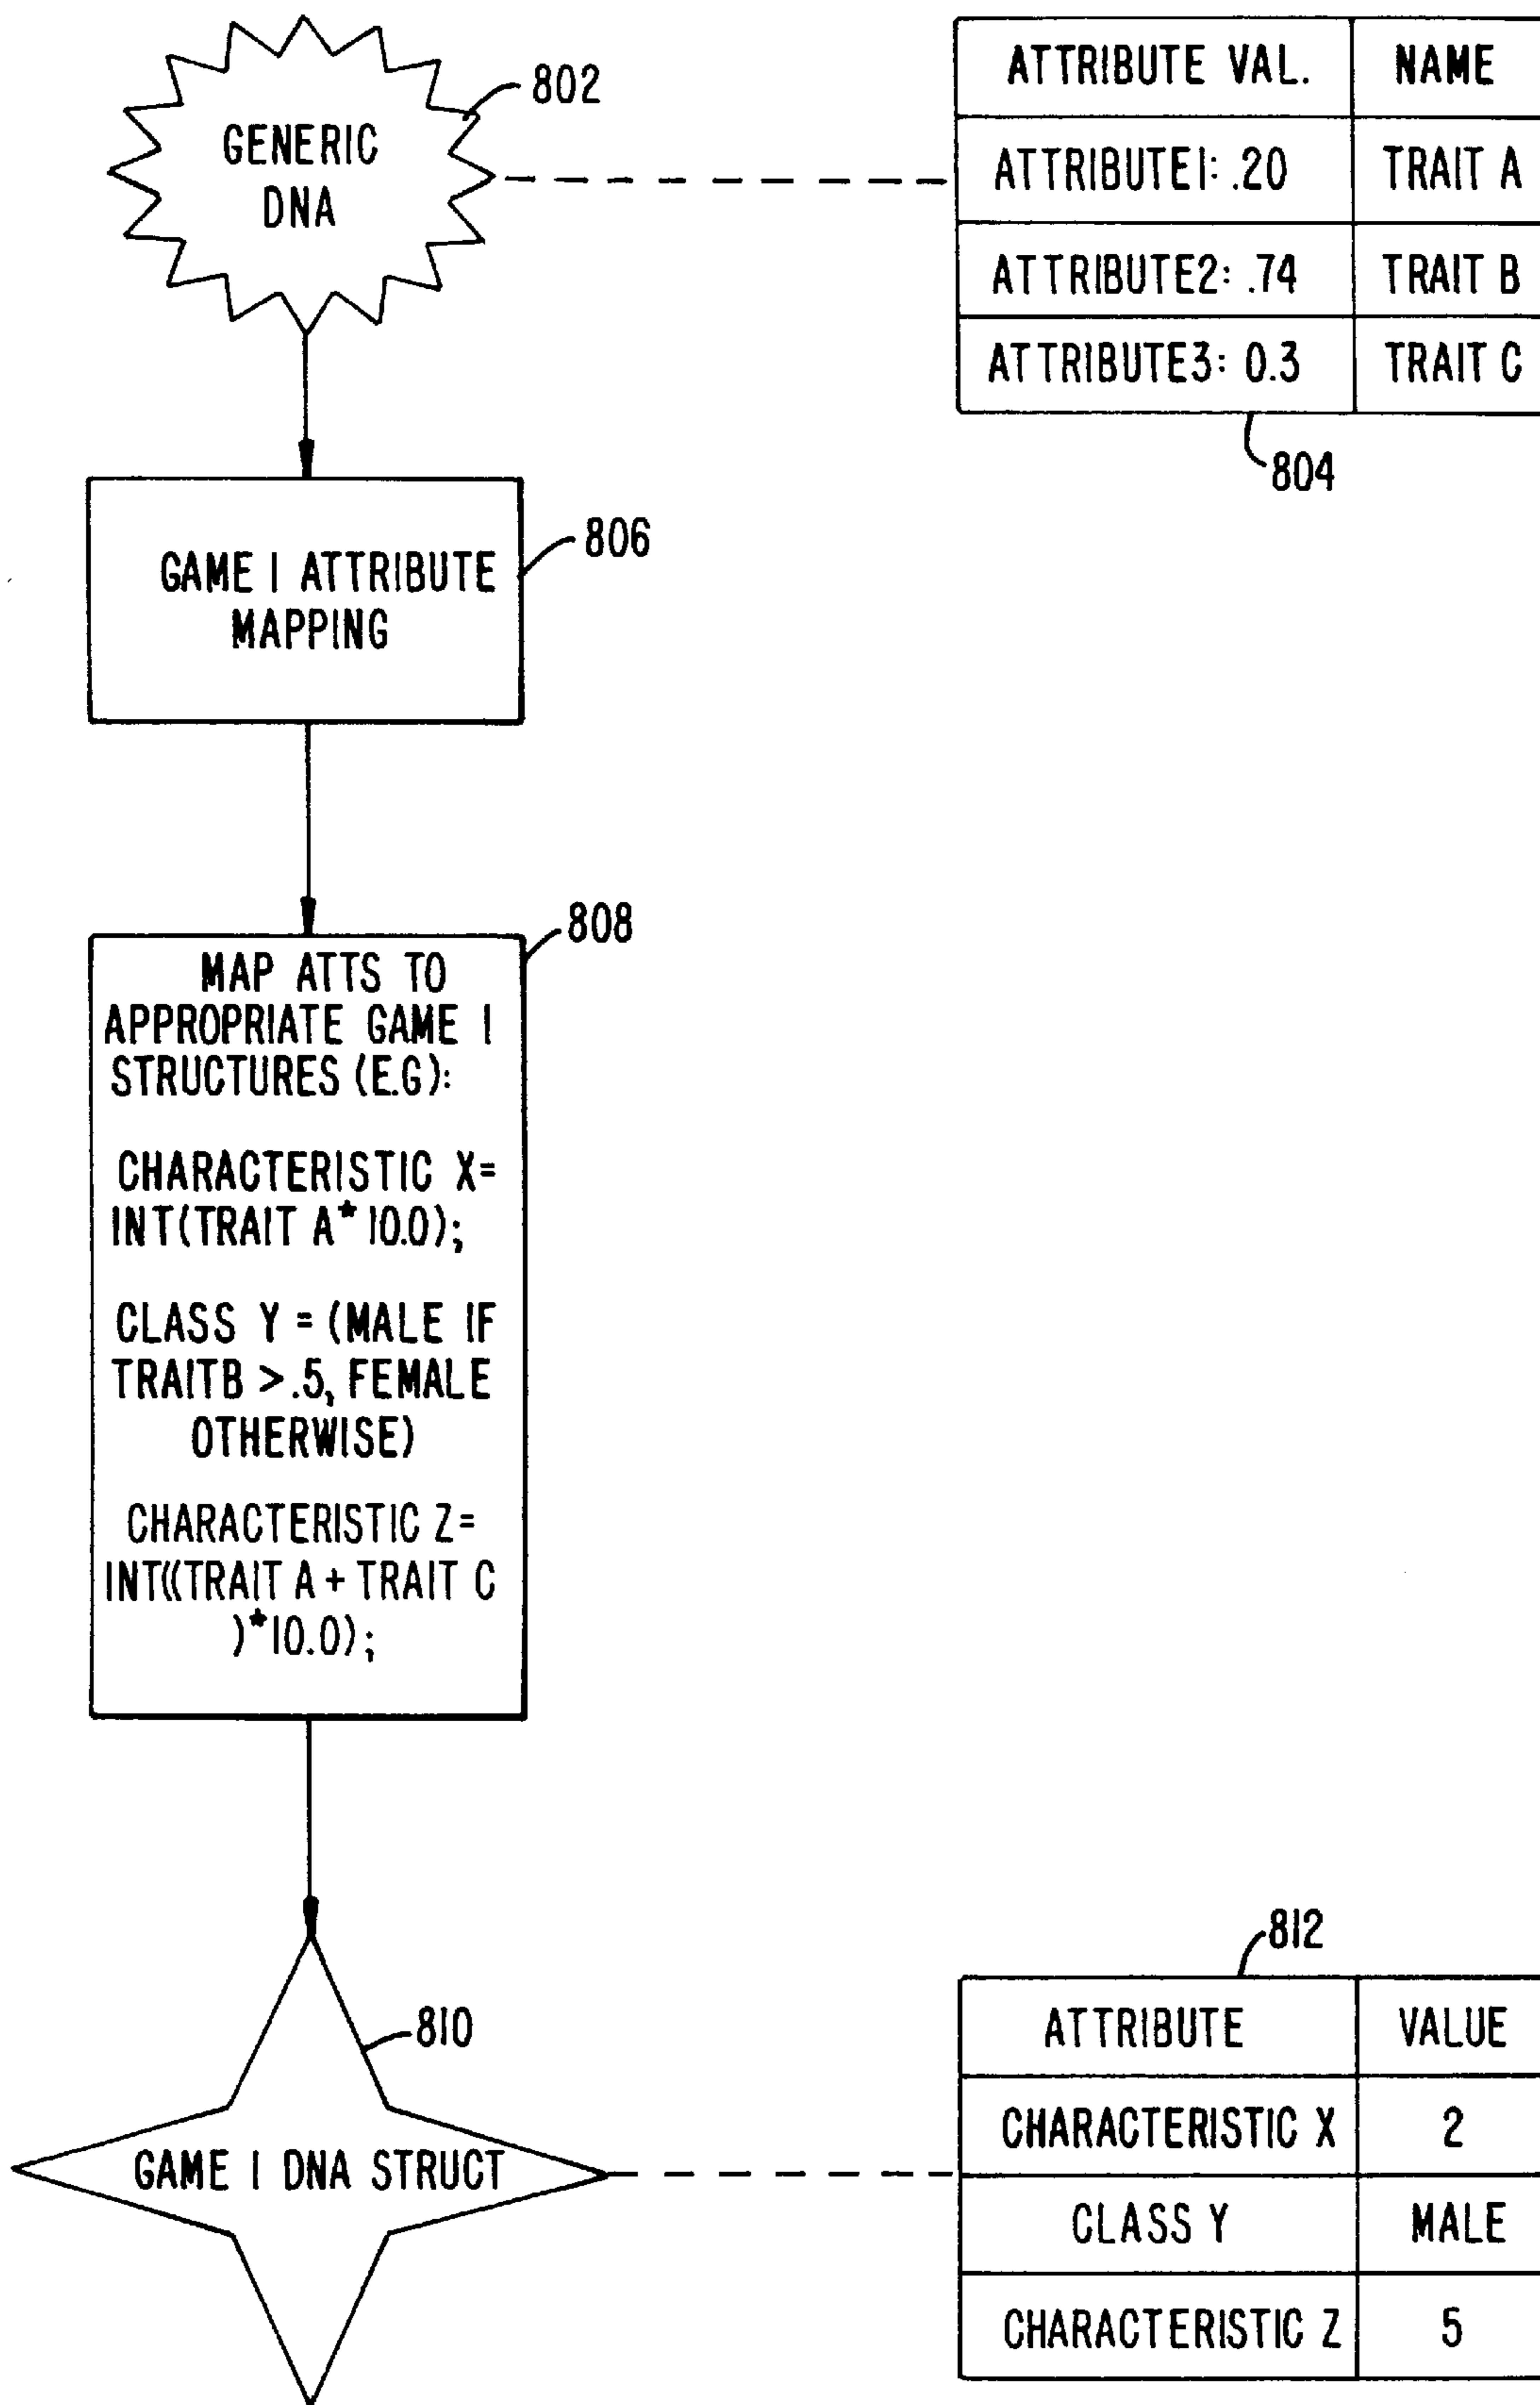 802
GENERIC
DNA
ATTRIBUTE VAL. NAME
ATTRIBUTE1: .20 TRAIT A
ATTRIBUTE2: .74 TRAIT B
ATTRIBUTE3: 0.3 TRAIT C
804
806
GAME 1 ATTRIBUTE
MAPPING
808
MAP ATTS TO
APPROPRIATE GAME 1
STRUCTURES (E.G):
CHARACTERISTIC X=
INT(TRAIT A* 10.0);
CLASS Y = (MALE IF
TRAITB >.5, FEMALE
OTHERWISE)
CHARACTERISTIC Z=
INT((TRAIT A + TRAIT C
)*10.0);
810
GAME 1 DNA STRUCT
812
ATTRIBUTE VALUE
CHARACTERISTIC X 2
CLASS Y MALE
CHARACTERISTIC Z 5